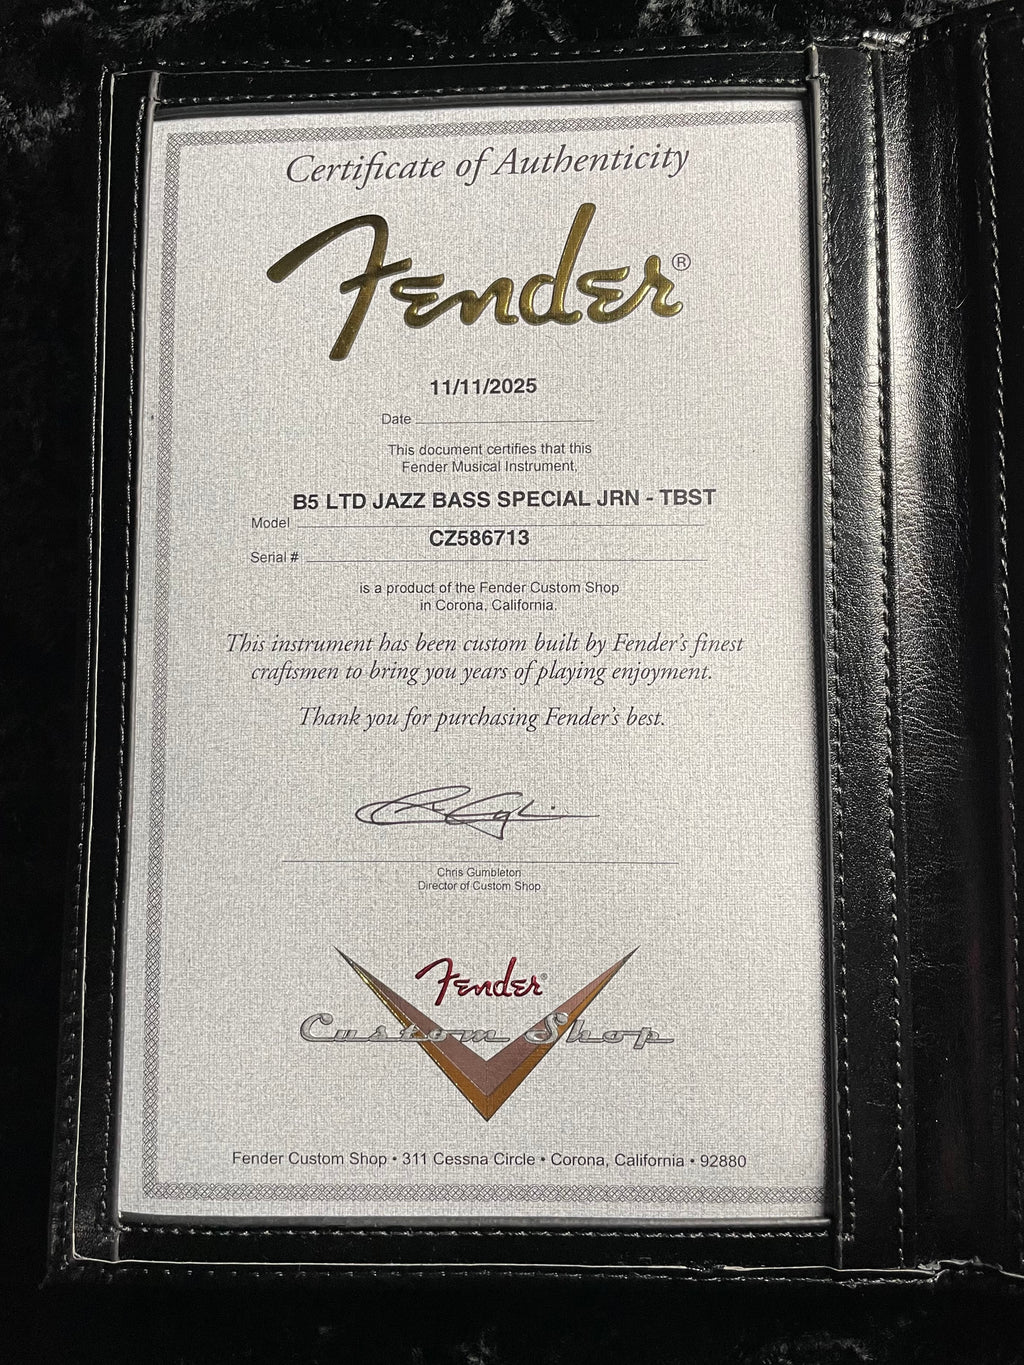 Certificate of Authenticity
Fender®
11/11/2025
Date
This document certifies that this
Fender Musical Instrument,
B5 LTD JAZZ BASS SPECIAL JRN - TBST
Model
CZ586713
Serial #
is a product of the Fender Custom Shop
in Corona, California.
This instrument has been custom built by Fender's finest
craftsmen to bring you years of playing enjoyment.
Thank you for purchasing Fender's best.
Chris Gumbleton
Director of Custom Shop
Fender®
Custom Shop
Fender Custom Shop • 311 Cessna Circle • Corona, California • 92880